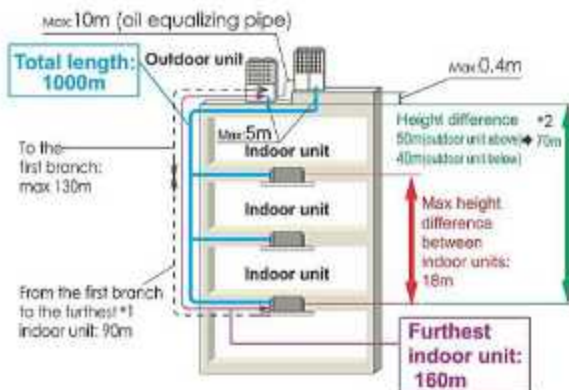 Max 10m (oil equalizing pipe)
Total length:
1000m
Outdoor unit
Max 0.4m
Max 5m
Height difference *2
50m(outdoor unit above)➡70m
40m(outdoor unit below)
To the
first branch:
max 130m
Indoor unit
Indoor unit
Indoor unit
Max height
difference
between
indoor units:
18m
From the first branch
to the furthest *1
indoor unit: 90m
Furthest
indoor unit:
160m